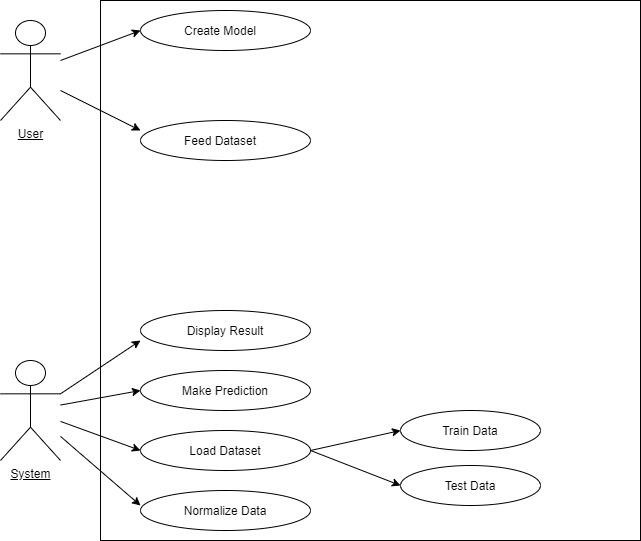 Create Model
User
Feed Dataset
Display Result
Make Prediction
Load Dataset
Train Data
System
Test Data
Normalize Data